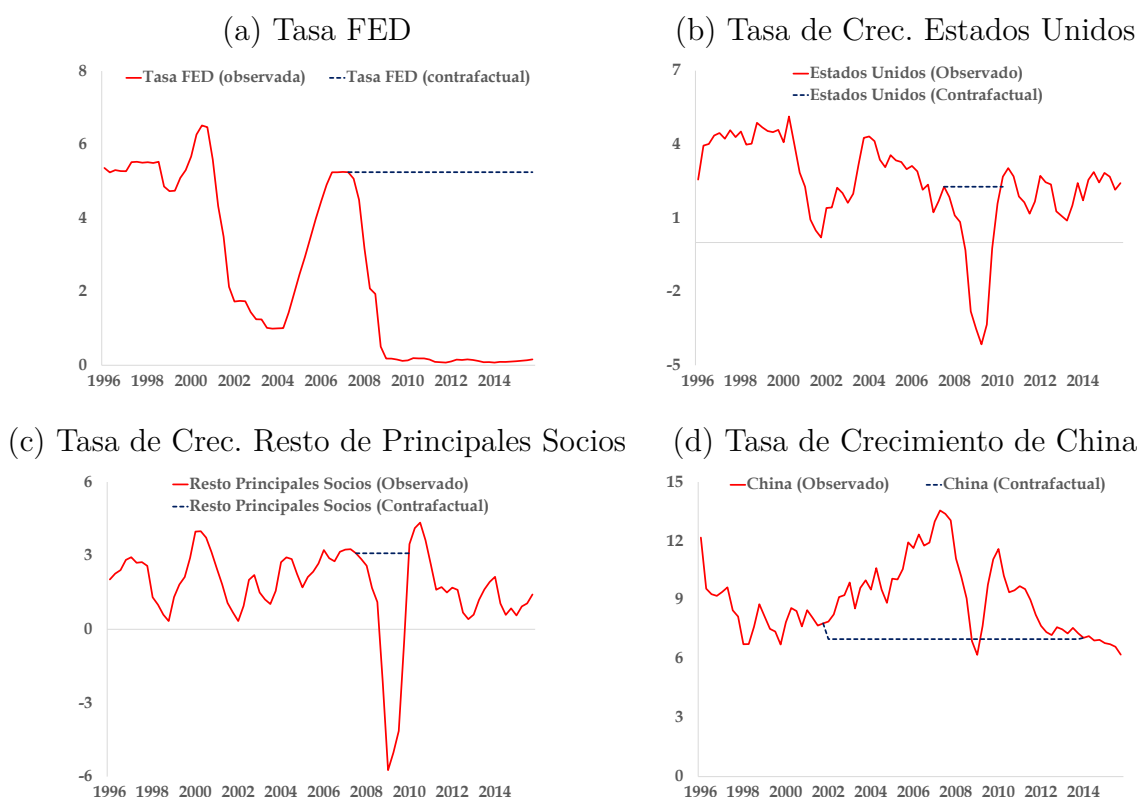 (a) Tasa FED
Tasa FED (observada) Tasa FED (contrafactual)
8
6
4
2
0
1996 1998 2000 2002 2004 2006 2008 2010 2012 2014
(b) Tasa de Crec. Estados Unidos
Estados Unidos (Observado)
Estados Unidos (Contrafactual)
7
4
1
-2
-5
1996 1998 2000 2002 2004 2006 2008 2010 2012 2014
(c) Tasa de Crec. Resto de Principales Socios
Resto Principales Socios (Observado)
Resto Principales Socios (Contrafactual)
6
3
0
-3
-6
1996 1998 2000 2002 2004 2006 2008 2010 2012 2014
(d) Tasa de Crecimiento de China
China (Observado) China (Contrafactual)
15
12
9
6
3
0
1996 1998 2000 2002 2004 2006 2008 2010 2012 2014